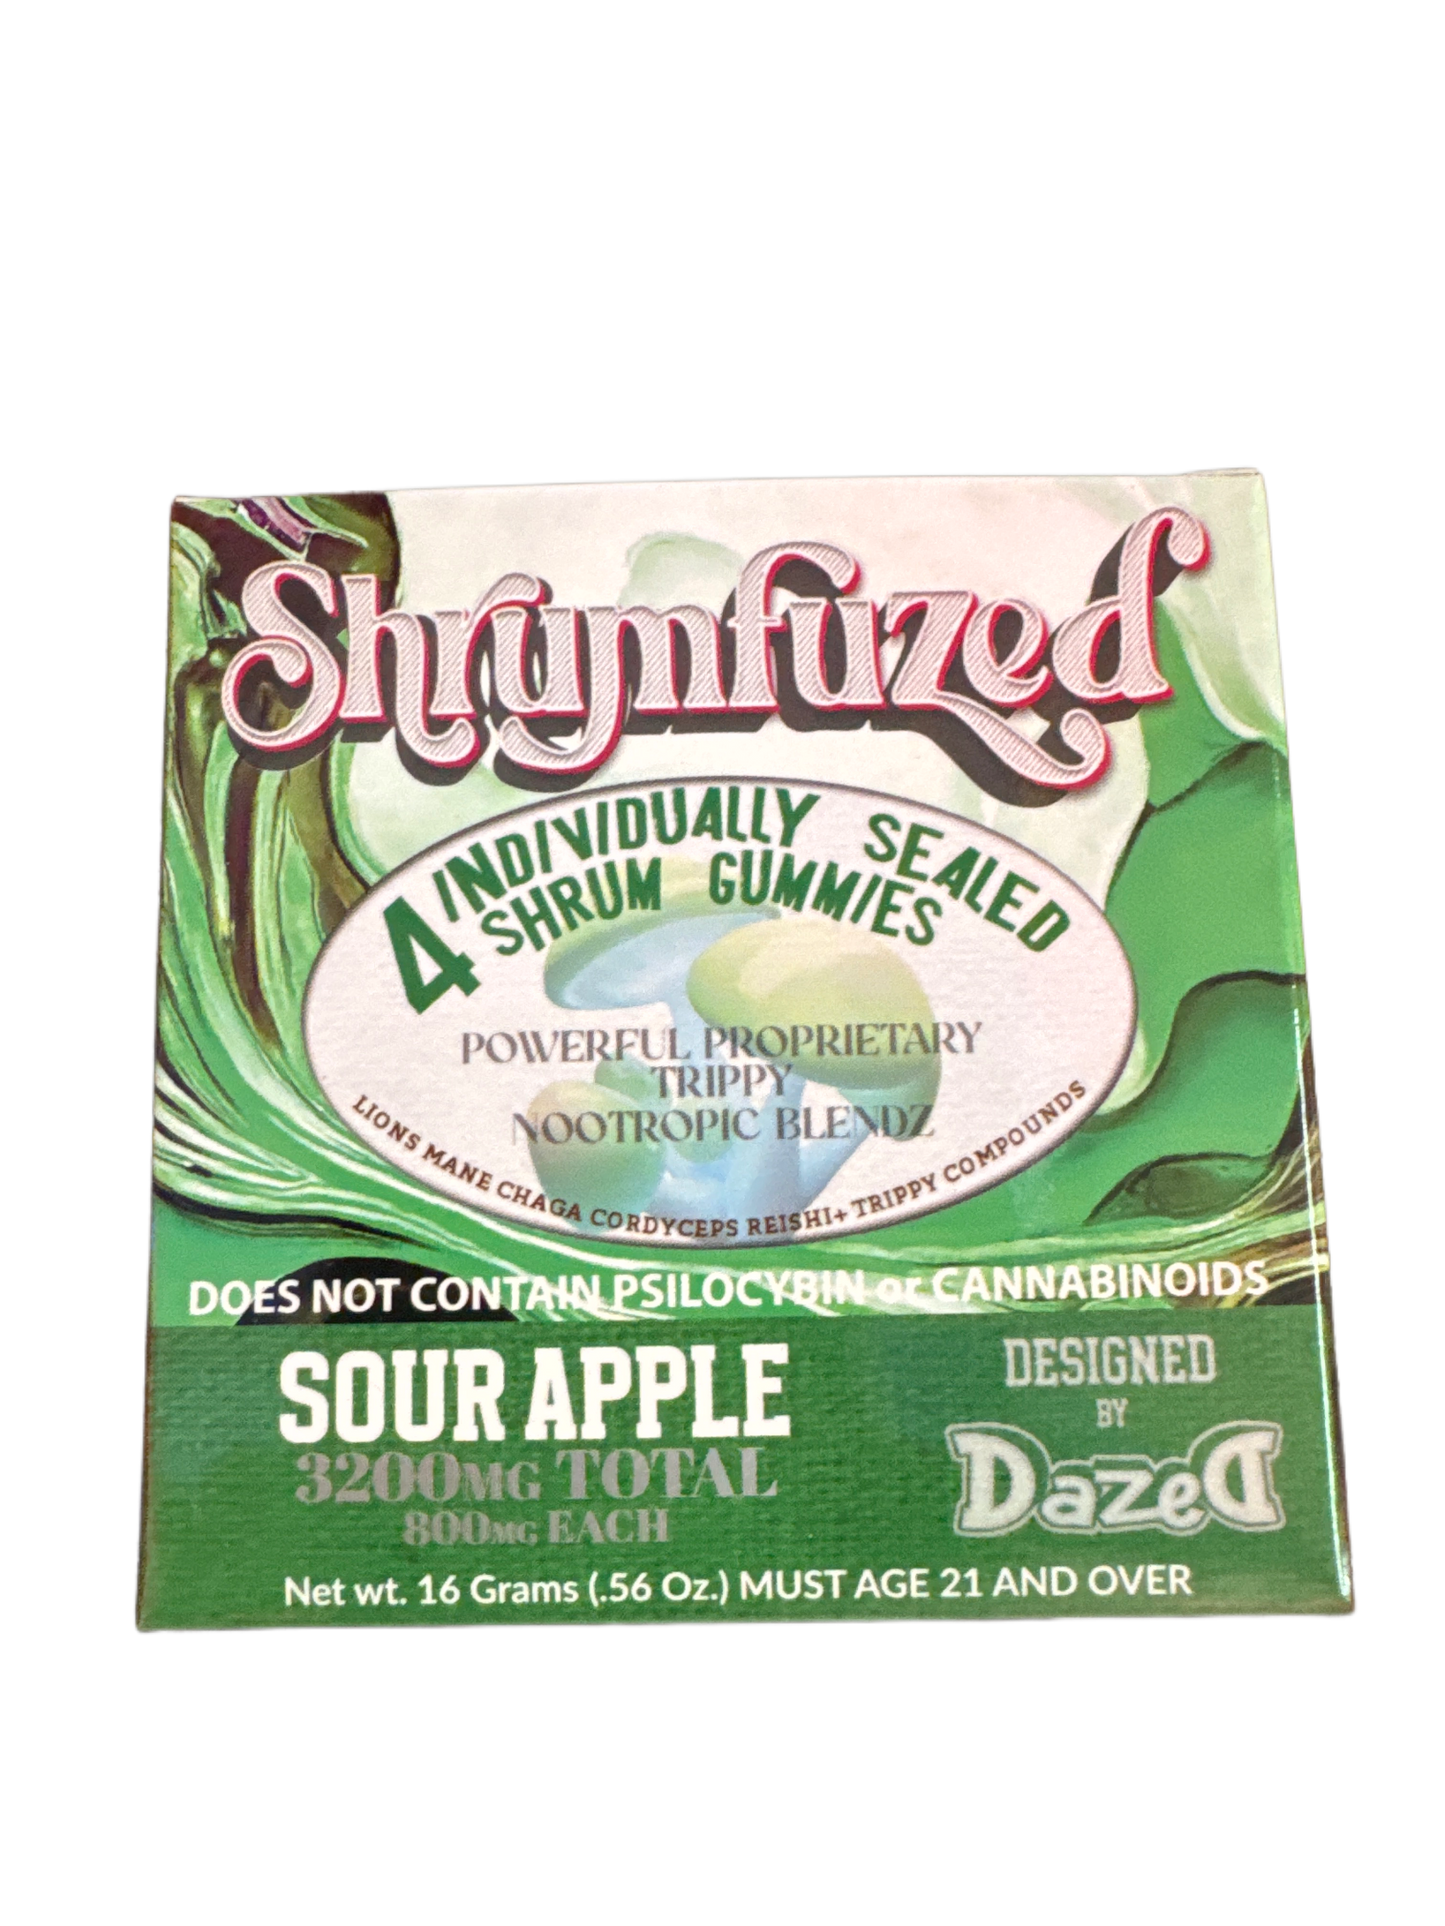 Shrumfuzed
4 INDIVIDUALLY SEALED
SHRUM GUMMIES
POWERFUL PROPRIETARY
TRIPPY
NOOTROPIC BLENDZ
LIONS MANE CHAGA CORDYCEPS REISHI+ TRIPPY COMPOUNDS
DOES NOT CONTAIN PSILOCYBIN or CANNABINOIDS
SOUR APPLE
3200MG TOTAL
800MG EACH
DESIGNED
BY
DazeD
Net wt. 16 Grams (.56 Oz.) MUST AGE 21 AND OVER